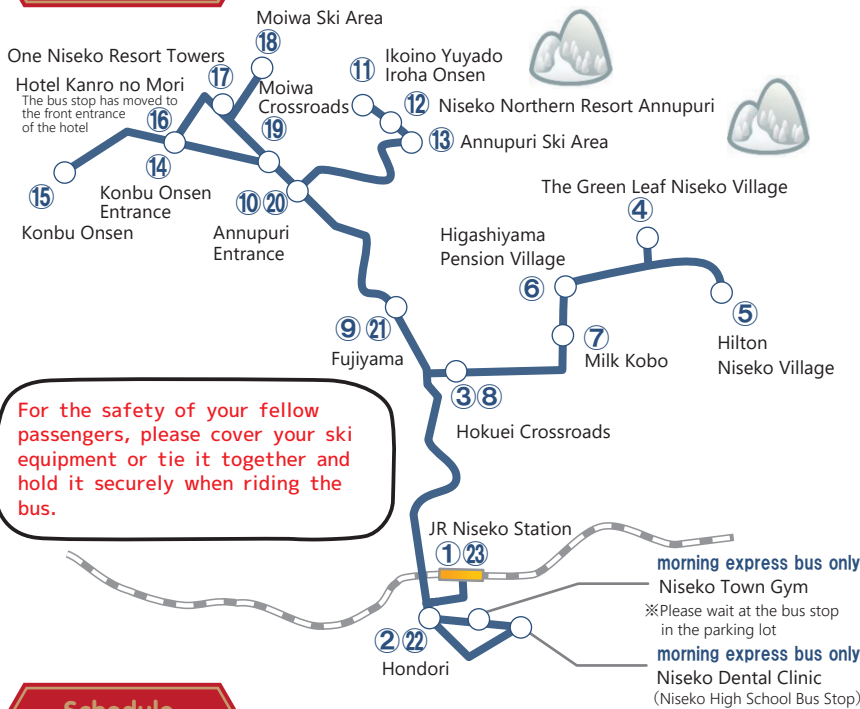 Moiwa Ski Area
⑱
One Niseko Resort Towers
⑰
Hotel Kanro no Mori
The bus stop has moved to
the front entrance
of the hotel
⑯
Moiwa
Crossroads
⑲
⑪
Ikoino Yuyado
Iroha Onsen
⑫
Niseko Northern Resort Annupuri
⑬
Annupuri Ski Area
⑭
Konbu Onsen
Entrance
⑮
Konbu Onsen
⑩⑳
Annupuri
Entrance
The Green Leaf Niseko Village
④
Higashiyama
Pension Village
⑥
⑤
Hilton
Niseko Village
⑦
Milk Kobo
⑨㉑
Fujiyama
③⑧
Hokuei Crossroads
For the safety of your fellow
passengers, please cover your ski
equipment or tie it together and
hold it securely when riding the
bus.
JR Niseko Station
①㉓
morning express bus only
Niseko Town Gym
※Please wait at the bus stop
in the parking lot
②㉒
Hondori
morning express bus only
Niseko Dental Clinic
(Niseko High School Bus Stop)
Schedule